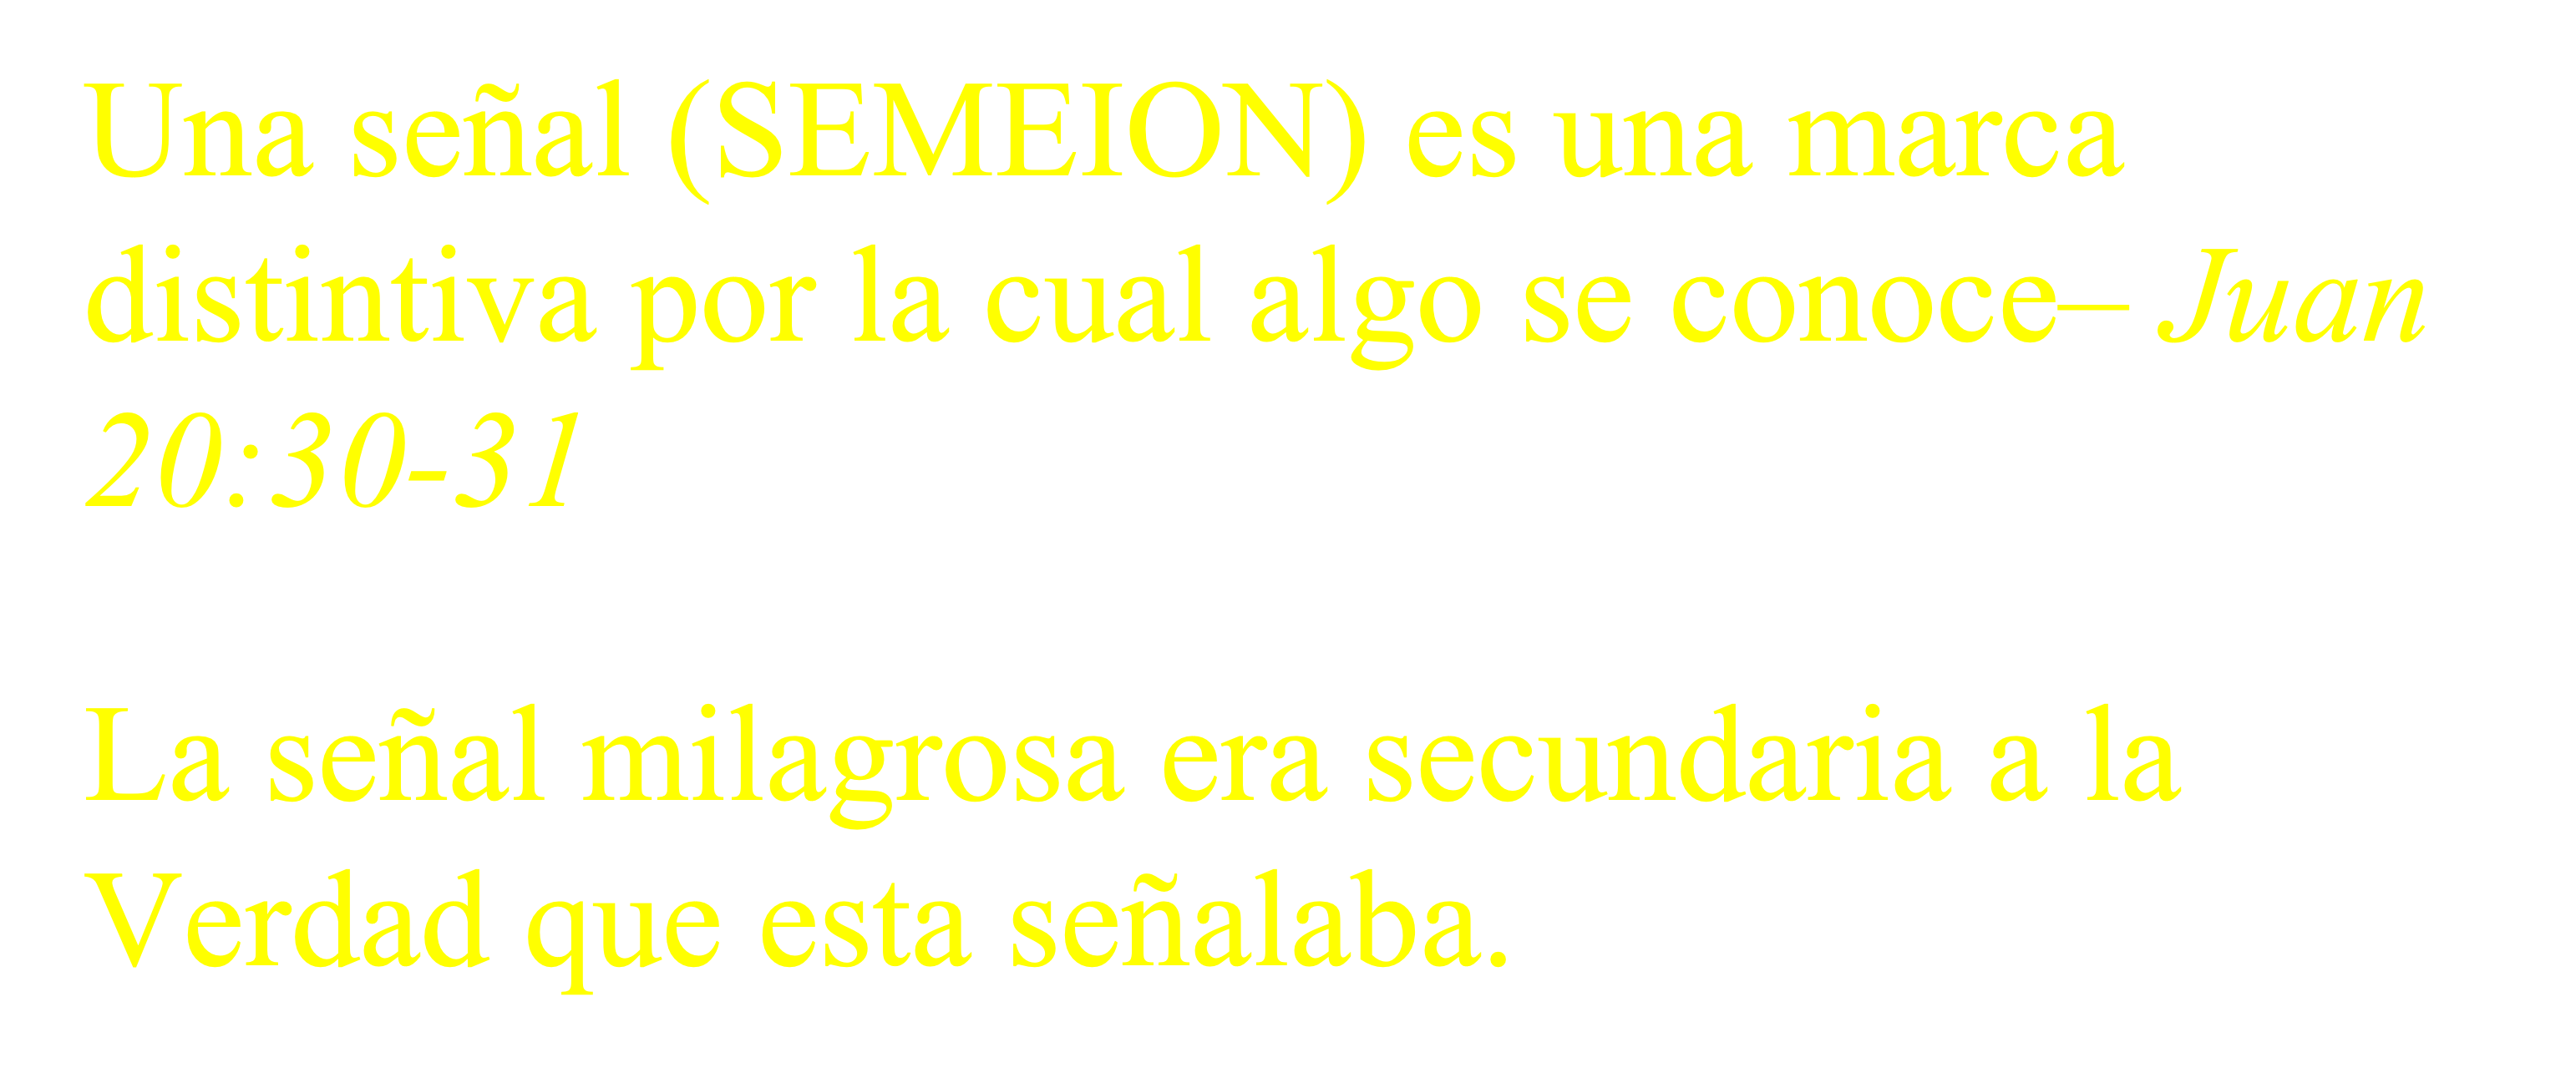 Una señal (SEMEION) es una marca
distintiva por la cual algo se conoce– Juan
20:30-31
La señal milagrosa era secundaria a la
Verdad que esta señalaba.